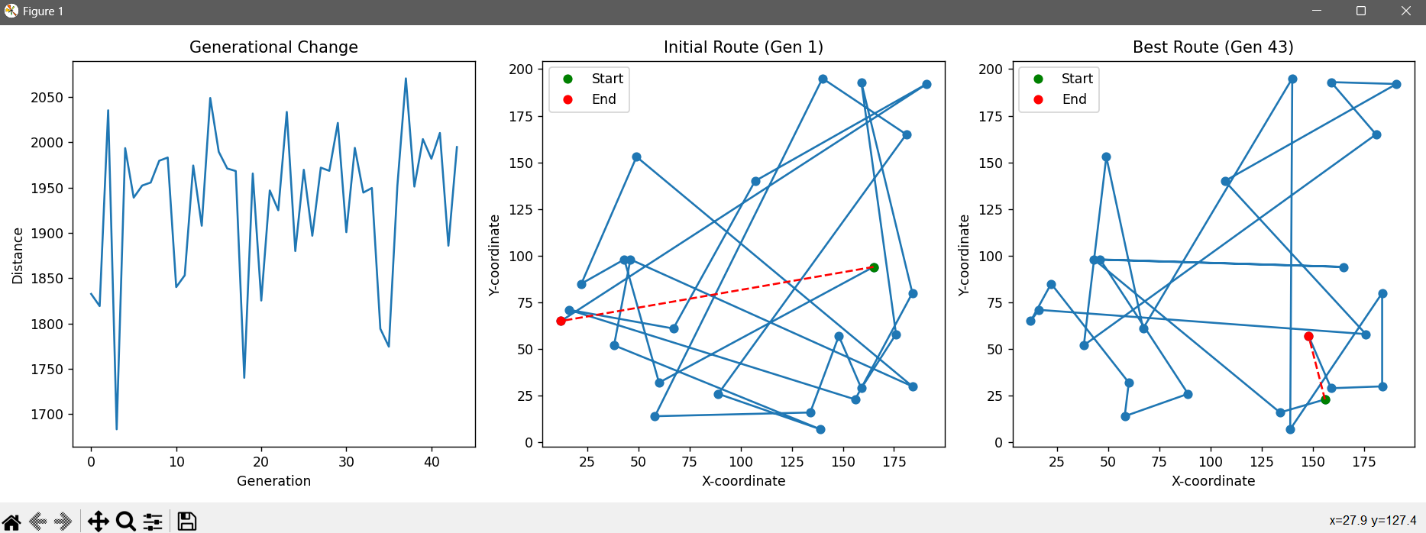 Figure 1
Generational Change
Distance
2050
2000
1950
1900
1850
1800
1750
1700
0 10 20 30 40
Generation
Initial Route (Gen 1)
Start
End
Y-coordinate
200
175
150
125
100
75
50
25
0
25 50 75 100 125 150 175
X-coordinate
Best Route (Gen 43)
Start
End
Y-coordinate
200
175
150
125
100
75
50
25
0
25 50 75 100 125 150 175
X-coordinate
x=27.9 y=127.4